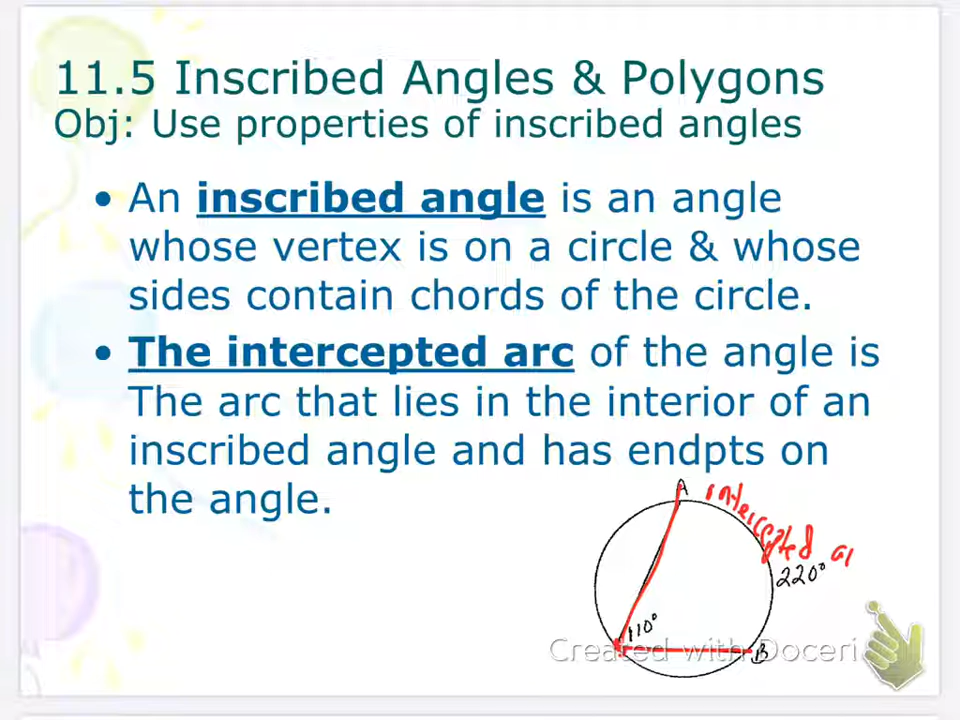 11.5 Inscribed Angles & Polygons
Obj: Use properties of inscribed angles
• An inscribed angle is an angle
whose vertex is on a circle & whose
sides contain chords of the circle.
• The intercepted arc of the angle is
The arc that lies in the interior of an
inscribed angle and has endpts on
the angle.
A
intercepted a
220°
110°
B
Created with Doceri